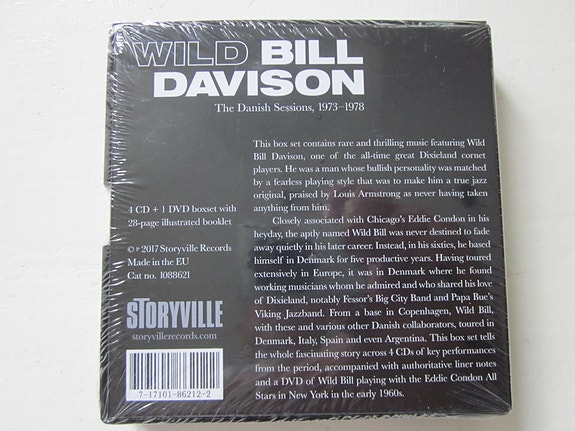 WILD BILL
DAVISON
The Danish Sessions, 1973–1978
This box set contains rare and thrilling music featuring Wild
Bill Davison, one of the all-time great Dixieland cornet
players. He was a man whose bullish personality was matched
by a fearless playing style that was to make him a true jazz
original, praised by Louis Armstrong as never having taken
anything from him.
Closely associated with Chicago's Eddie Condon in his
heyday, the aptly named Wild Bill was never destined to fade
away quietly in his later career. Instead, in his sixties, he based
himself in Denmark for five productive years. Having toured
extensively in Europe, it was in Denmark where he found
working musicians whom he admired and who shared his love
of Dixieland, notably Fessor's Big City Band and Papa Bue's
Viking Jazzband. From a base in Copenhagen, Wild Bill,
with these and various other Danish collaborators, toured in
Denmark, Italy, Spain and even Argentina. This box set tells
the whole fascinating story across 4 CDs of key performances
from the period, accompanied with authoritative liner notes
and a DVD of Wild Bill playing with the Eddie Condon All
Stars in New York in the early 1960s.
4 CD + 1 DVD boxset with
28-page illustrated booklet
© ℗ 2017 Storyville Records
Made in the EU
Cat no. 1088621
STORYVILLE
storyvillerecords.com
7-17101-86212-2